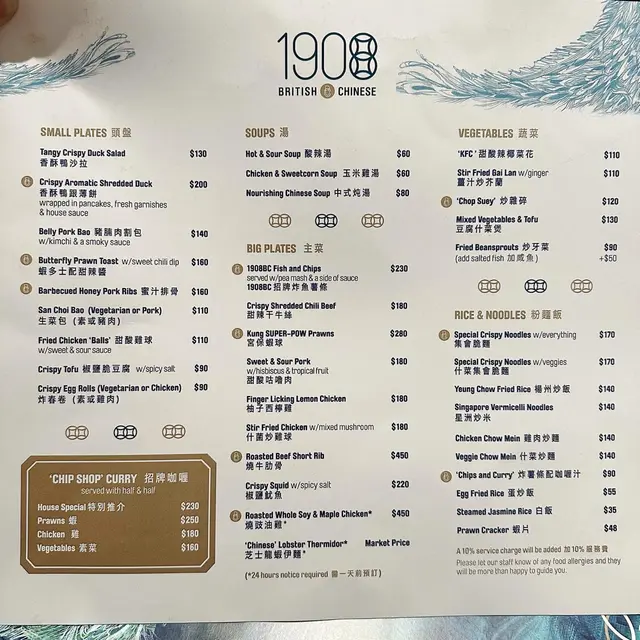 1908
BRITISH CHINESE
SMALL PLATES 頭盤
Tangy Crispy Duck Salad $130
香酥鴨沙拉
Crispy Aromatic Shredded Duck $200
香酥鴨跟薄餅
wrapped in pancakes, fresh garnishes
& house sauce
Belly Pork Bao 豬腩肉割包 $140
w/kimchi & a smoky sauce
Butterfly Prawn Toast w/sweet chili dip $160
蝦多士配甜辣醬
Barbecued Honey Pork Ribs 蜜汁排骨 $160
San Choi Bao (Vegetarian or Pork) $110
生菜包 (素或豬肉)
Fried Chicken 'Balls' 甜酸雞球 $110
w/sweet & sour sauce
Crispy Tofu 椒鹽脆豆腐 w/spicy salt $90
Crispy Egg Rolls (Vegetarian or Chicken) $90
炸春卷 (素或雞肉)
'CHIP SHOP' CURRY 招牌咖喱
served with half & half
House Special 特別推介 $230
Prawns 蝦 $250
Chicken 雞 $180
Vegetables 素菜 $160
SOUPS 湯
Hot & Sour Soup 酸辣湯 $60
Chicken & Sweetcorn Soup 玉米雞湯 $60
Nourishing Chinese Soup 中式炖湯 $80
BIG PLATES 主菜
1908BC Fish and Chips $230
served w/pea mash & a side of sauce
1908BC 招牌炸魚薯條
Crispy Shredded Chili Beef $180
甜辣干牛絲
Kung SUPER-POW Prawns $280
宮保蝦球
Sweet & Sour Pork $180
w/hisbiscus & tropical fruit
甜酸咕嚕肉
Finger Licking Lemon Chicken $180
柚子西檸雞
Stir Fried Chicken w/mixed mushroom $180
什菌炒雞球
Roasted Beef Short Rib $450
燒牛肋骨
Crispy Squid w/spicy salt $220
椒鹽魷魚
Roasted Whole Soy & Maple Chicken* $450
燒豉油雞*
'Chinese' Lobster Thermidor* Market Price
芝士龍蝦伊麵*
(*24 hours notice required 需一天前預訂)
VEGETABLES 蔬菜
'KFC' 甜酸辣椰菜花 $110
Stir Fried Gai Lan w/ginger $110
薑汁炒芥蘭
'Chop Suey' 炒雜碎 $120
Mixed Vegetables & Tofu $130
豆腐什菜煲
Fried Beansprouts 炒牙菜 $90
(add salted fish 加咸魚) +$50
RICE & NOODLES 粉麵飯
Special Crispy Noodles w/everything $170
集會脆麵
Special Crispy Noodles w/veggies $170
什菜集會脆麵
Yeung Chow Fried Rice 楊州炒飯 $140
Singapore Vermicelli Noodles $140
星洲炒米
Chicken Chow Mein 雞肉炒麵 $140
Veggie Chow Mein 什菜炒麵 $140
'Chips and Curry' 炸薯條配咖喱汁 $90
Egg Fried Rice 蛋炒飯 $55
Steamed Jasmine Rice 白飯 $35
Prawn Cracker 蝦片 $48
A 10% service charge will be added 加10%服務費
Please let our staff know of any food allergies and they
will be more than happy to guide you.